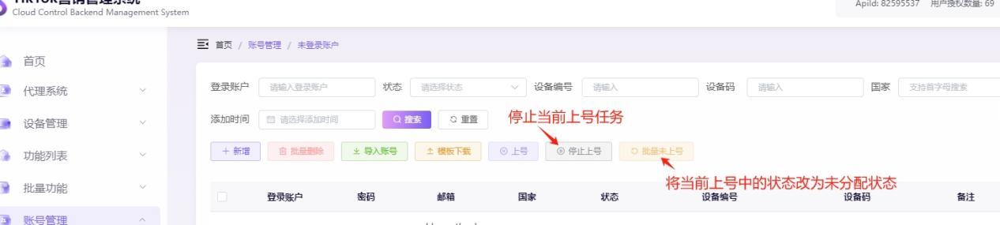 TikTok营销管理系统
Cloud Control Backend Management System
ApiId: 82595537 用户授权数量: 69
首页 / 账号管理 / 未登录账户
首页
代理系统
设备管理
功能列表
批量功能
账号管理
登录账户 请输入登录账户 状态 请选择状态 设备编号 请输入 设备码 请输入 国家 支持首字母搜索
添加时间 请选择添加时间 搜索 重置
停止当前上号任务
新增 批量删除 导入账号 模板下载 上号 停止上号 批量未上号
将当前上号中的状态改为未分配状态
登录账户 密码 邮箱 国家 状态 设备编号 设备码 备注